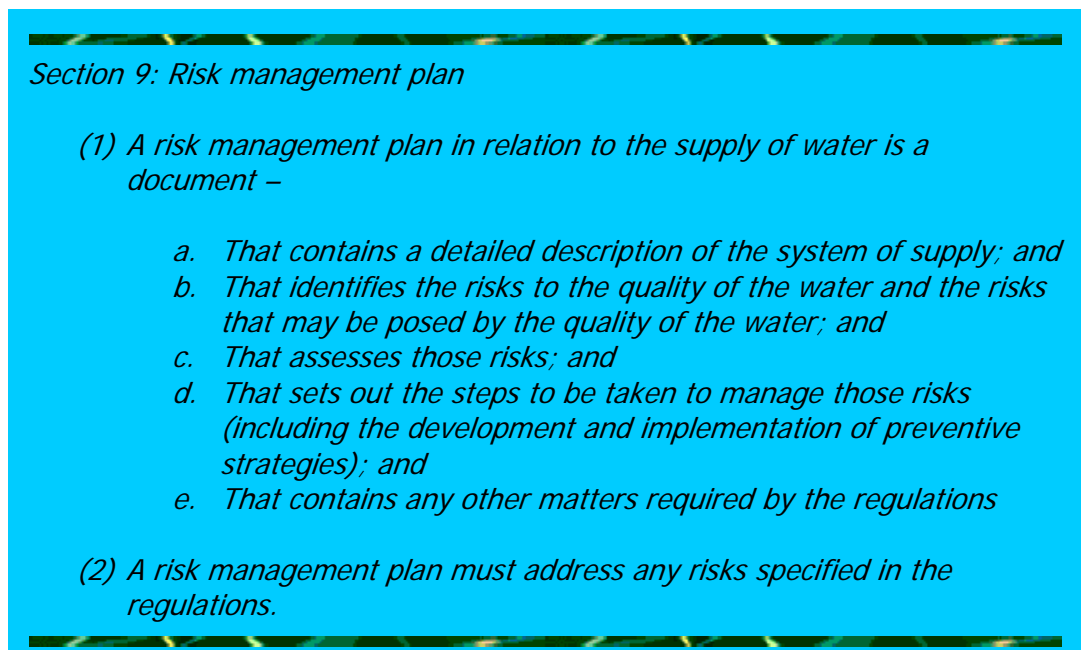 Section 9: Risk management plan
(1) A risk management plan in relation to the supply of water is a
document –
a. That contains a detailed description of the system of supply; and
b. That identifies the risks to the quality of the water and the risks
that may be posed by the quality of the water; and
c. That assesses those risks; and
d. That sets out the steps to be taken to manage those risks
(including the development and implementation of preventive
strategies); and
e. That contains any other matters required by the regulations
(2) A risk management plan must address any risks specified in the
regulations.